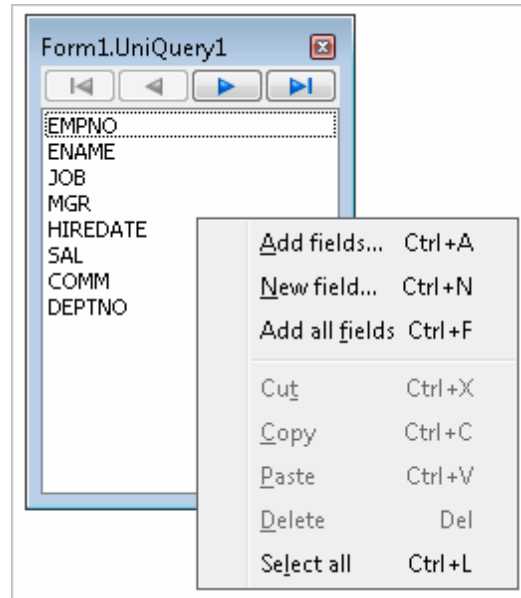 Form1.UniQuery1
EMPNO
ENAME
JOB
MGR
HIREDATE
SAL
COMM
DEPTNO
Add fields... Ctrl+A
New field... Ctrl+N
Add all fields Ctrl+F
Cut Ctrl+X
Copy Ctrl+C
Paste Ctrl+V
Delete Del
Select all Ctrl+L